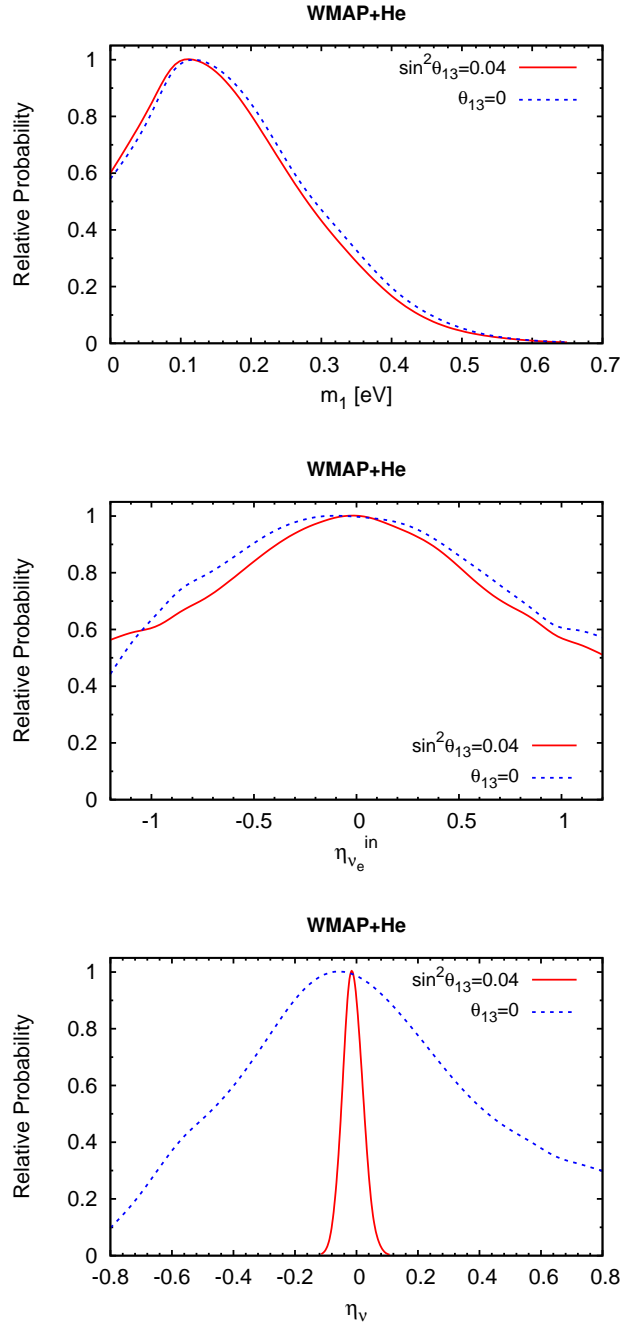 WMAP+He
sin²θ₁₃=0.04
θ₁₃=0
Relative Probability
1
0.8
0.6
0.4
0.2
0
0 0.1 0.2 0.3 0.4 0.5 0.6 0.7
m₁ [eV]
WMAP+He
Relative Probability
1
0.8
0.6
0.4
0.2
0
sin²θ₁₃=0.04
θ₁₃=0
-1 -0.5 0 0.5 1
η_νₑ^in
WMAP+He
sin²θ₁₃=0.04
θ₁₃=0
Relative Probability
1
0.8
0.6
0.4
0.2
0
-0.8 -0.6 -0.4 -0.2 0 0.2 0.4 0.6 0.8
η_ν